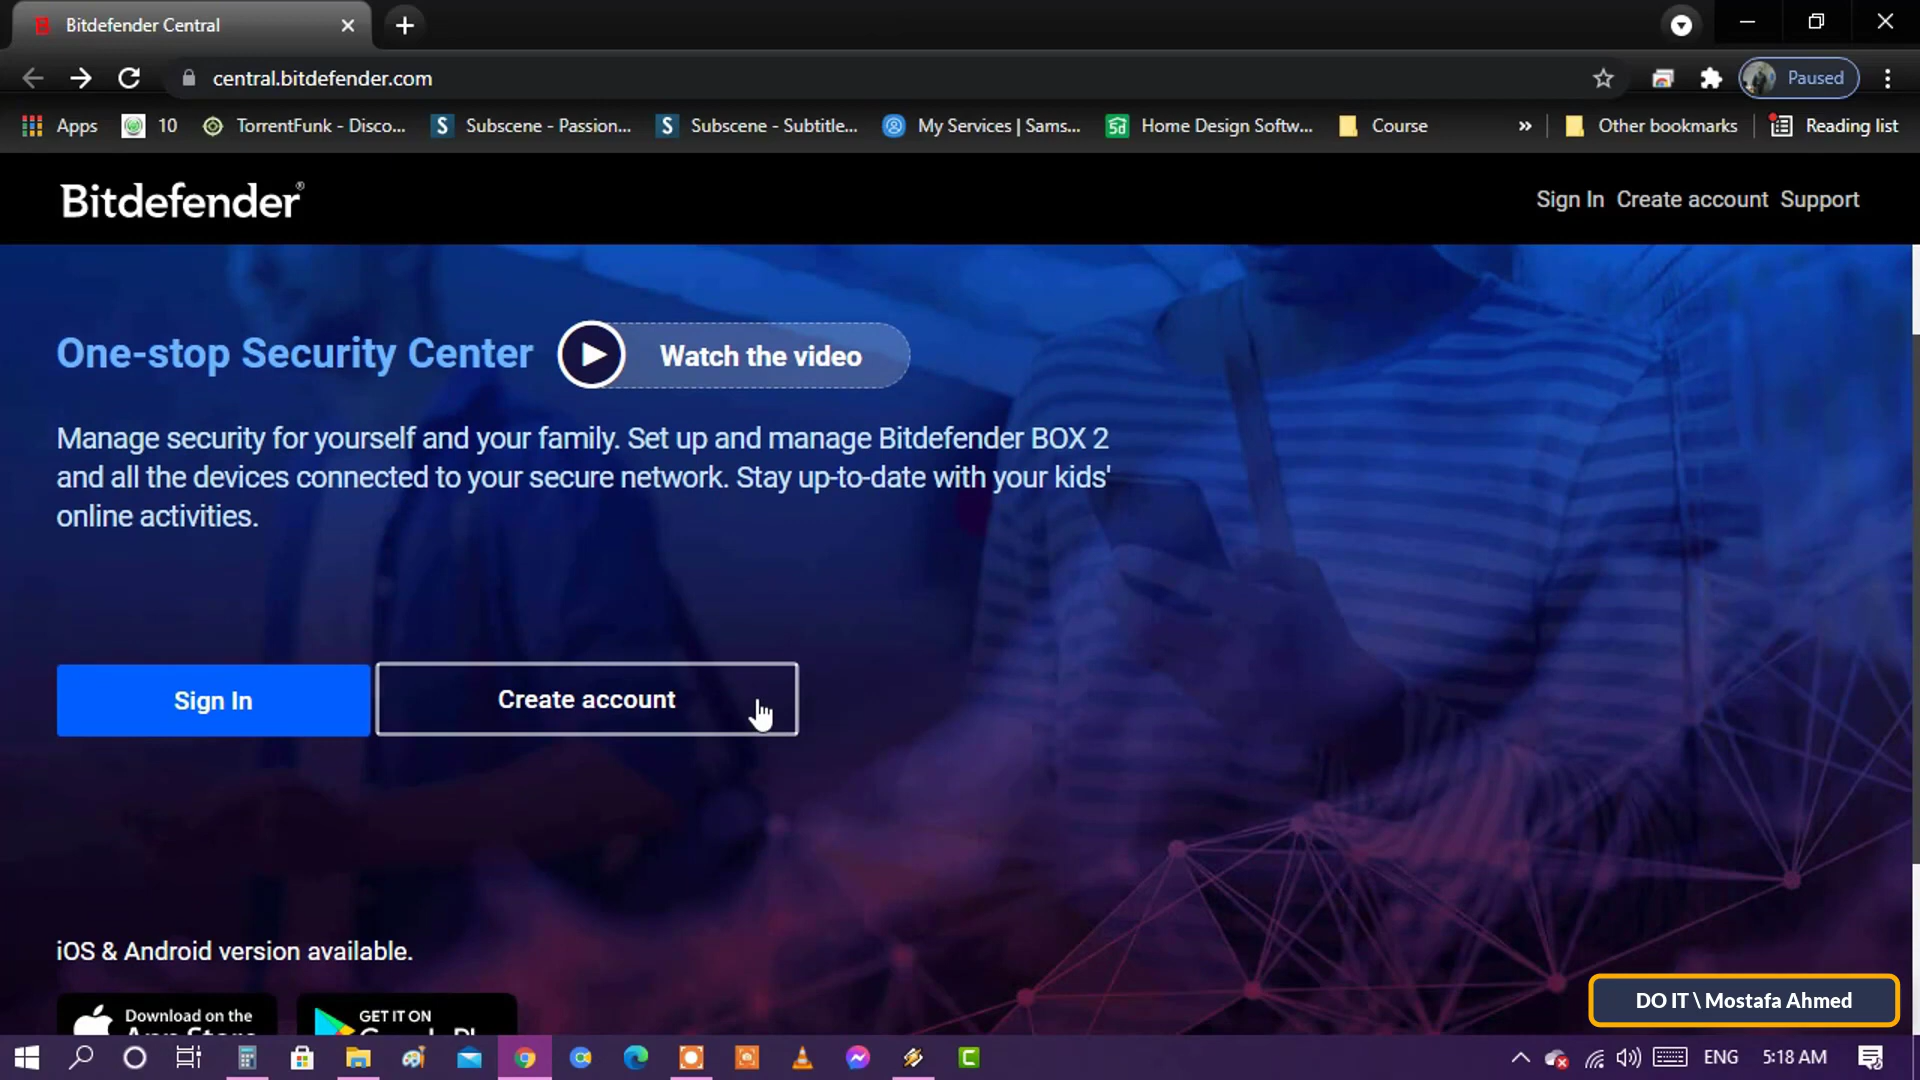 Bitdefender Central
central.bitdefender.com
Paused
Apps
10
TorrentFunk - Disco...
Subscene - Passion...
Subscene - Subtitle...
My Services | Sams...
Home Design Softw...
Course
Other bookmarks
Reading list
Bitdefender®
Sign In Create account Support
One-stop Security Center
Watch the video
Manage security for yourself and your family. Set up and manage Bitdefender BOX 2
and all the devices connected to your secure network. Stay up-to-date with your kids'
online activities.
Sign In
Create account
iOS & Android version available.
Download on the
GET IT ON
DO IT \ Mostafa Ahmed
ENG
5:18 AM